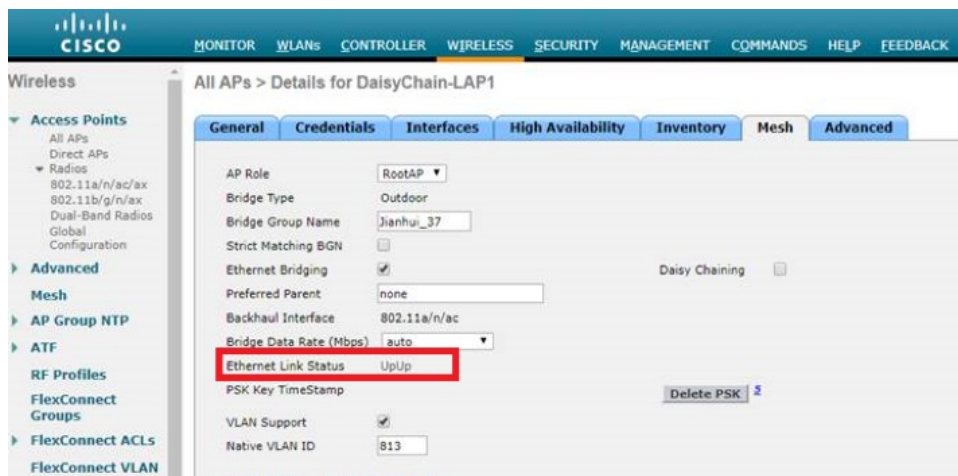 CISCO
MONITOR WLANs CONTROLLER WIRELESS SECURITY MANAGEMENT COMMANDS HELP FEEDBACK
Wireless
Access Points
All APs
Direct APs
Radios
802.11a/n/ac/ax
802.11b/g/n/ax
Dual-Band Radios
Global
Configuration
Advanced
Mesh
AP Group NTP
ATF
RF Profiles
FlexConnect
Groups
FlexConnect ACLs
FlexConnect VLAN
All APs > Details for DaisyChain-LAP1
General Credentials Interfaces High Availability Inventory Mesh Advanced
AP Role RootAP
Bridge Type Outdoor
Bridge Group Name Jianhui_37
Strict Matching BGN
Ethernet Bridging Daisy Chaining
Preferred Parent none
Backhaul Interface 802.11a/n/ac
Bridge Data Rate (Mbps) auto
Ethernet Link Status UpUp
PSK Key TimeStamp Delete PSK 5
VLAN Support
Native VLAN ID 813